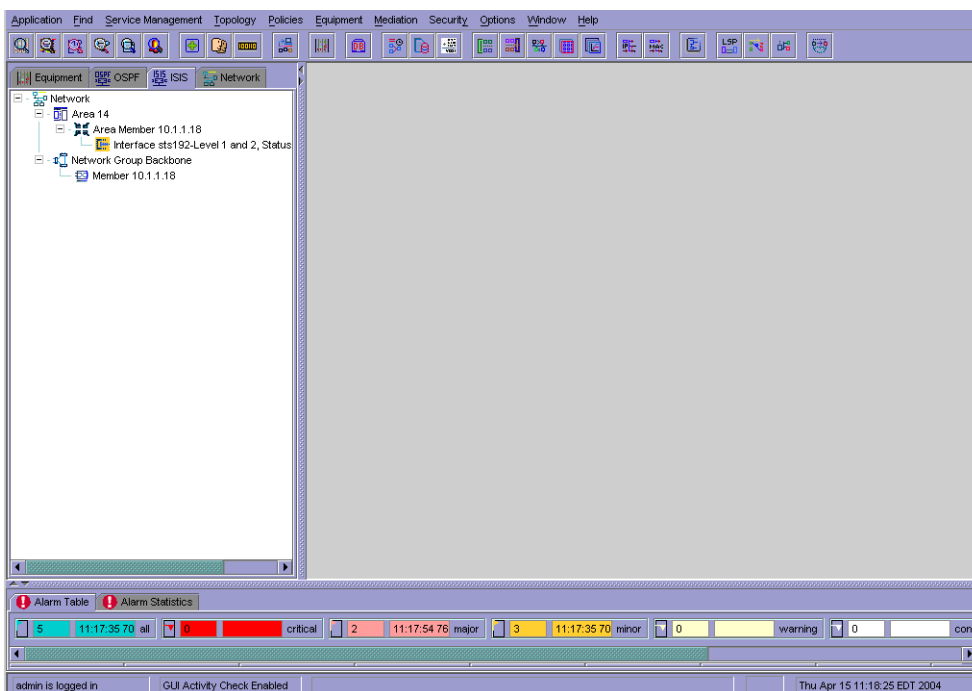 Application Find Service Management Topology Policies Equipment Mediation Security Options Window Help
LSP
Equipment OSPF ISIS Network
Network
Area 14
Area Member 10.1.1.18
Interface sts192-Level 1 and 2, Status
Network Group Backbone
Member 10.1.1.18
Alarm Table Alarm Statistics
5 11:17:35 70 all 0 critical 2 11:17:54 76 major 3 11:17:35 70 minor 0 warning 0 con
admin is logged in GUI Activity Check Enabled Thu Apr 15 11:18:25 EDT 2004